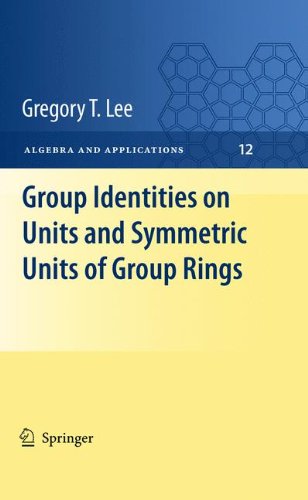 Gregory T. Lee
ALGEBRA AND APPLICATIONS 12
Group Identities on
Units and Symmetric
Units of Group Rings
Springer